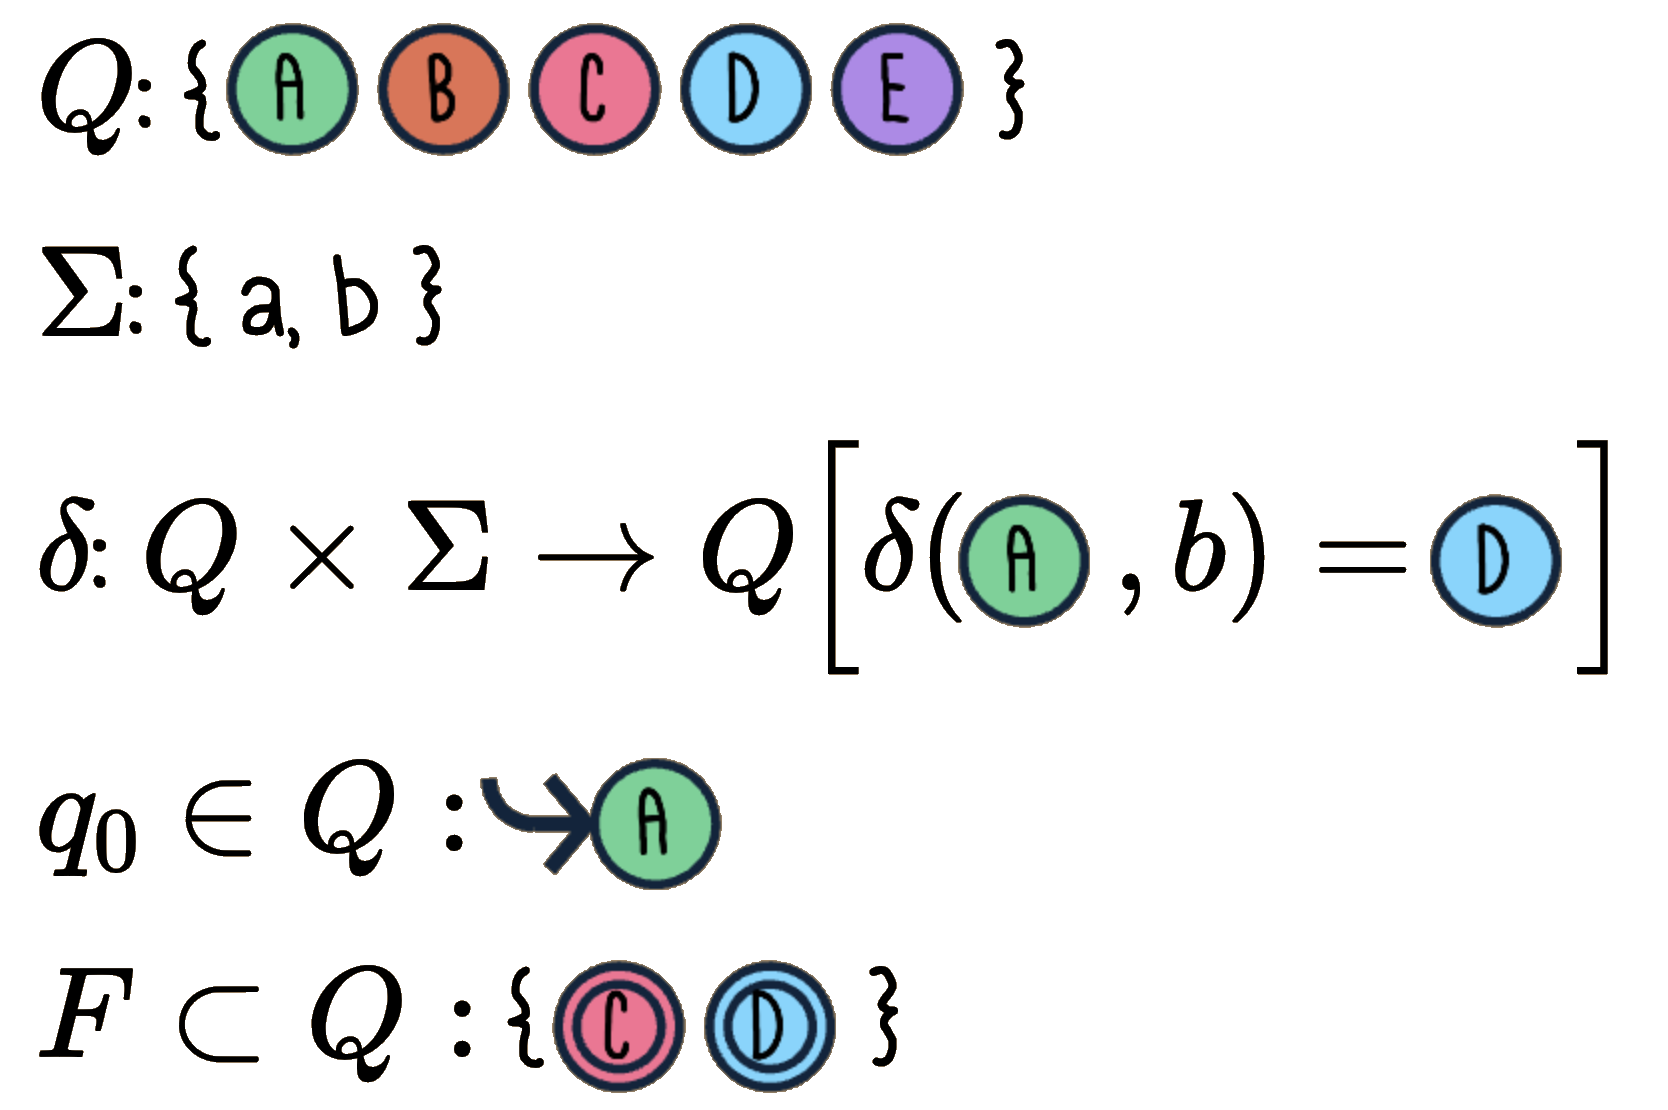 Q: { A B C D E }
Σ: { a, b }
δ: Q × Σ → Q [ δ( A , b) = D ]
q₀ ∈ Q : A
F ⊂ Q : { C D }